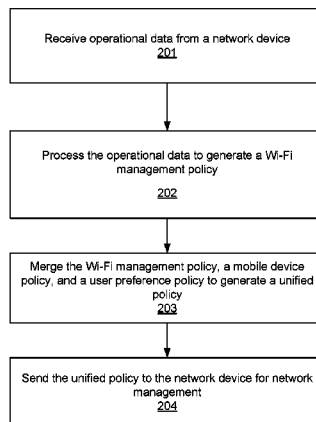 Receive operational data from a network device
201
Process the operational data to generate a Wi-Fi
management policy
202
Merge the Wi-Fi management policy, a mobile device
policy, and a user preference policy to generate a unified
policy
203
Send the unified policy to the network device for network
management
204